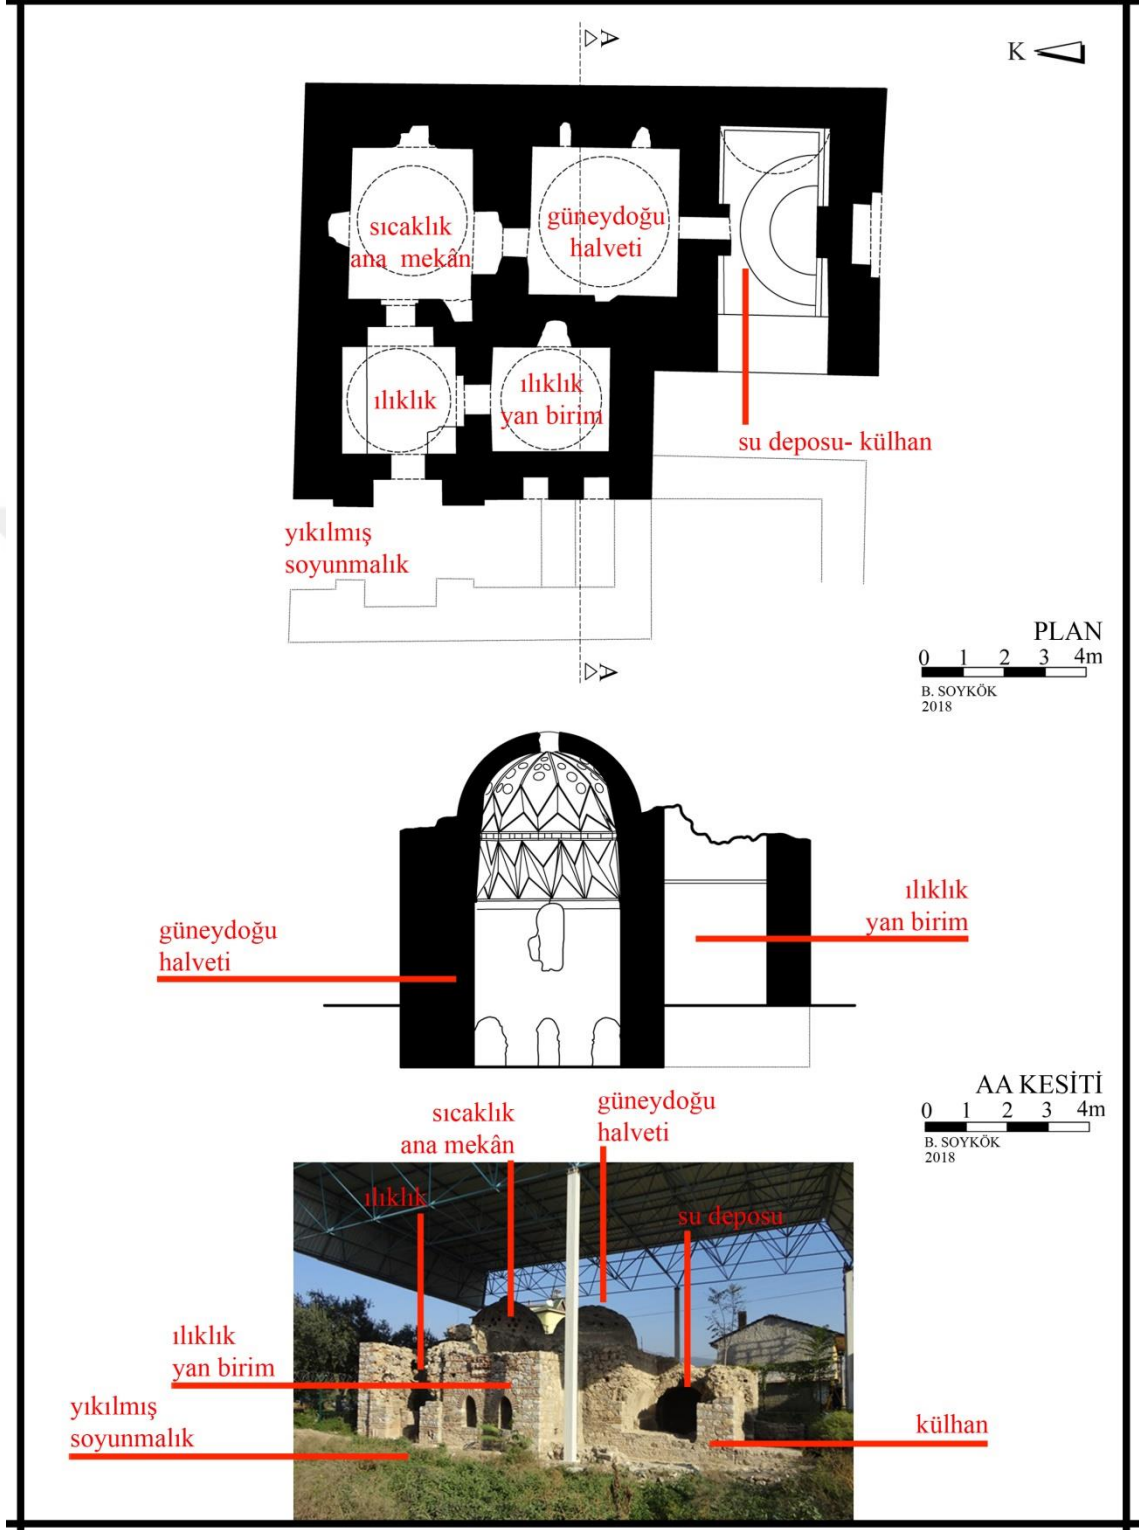 A
K
sıcaklık
ana mekân
güneydoğu
halveti
ılıklık
ılıklık
yan birim
su deposu- külhan
yıkılmış
soyunmalık
A
PLAN
0 1 2 3 4m
B. SOYKÖK
2018
güneydoğu
halveti
ılıklık
yan birim
AA KESİTİ
0 1 2 3 4m
B. SOYKÖK
2018
sıcaklık
ana mekân
güneydoğu
halveti
ılıklık
su deposu
ılıklık
yan birim
yıkılmış
soyunmalık
külhan